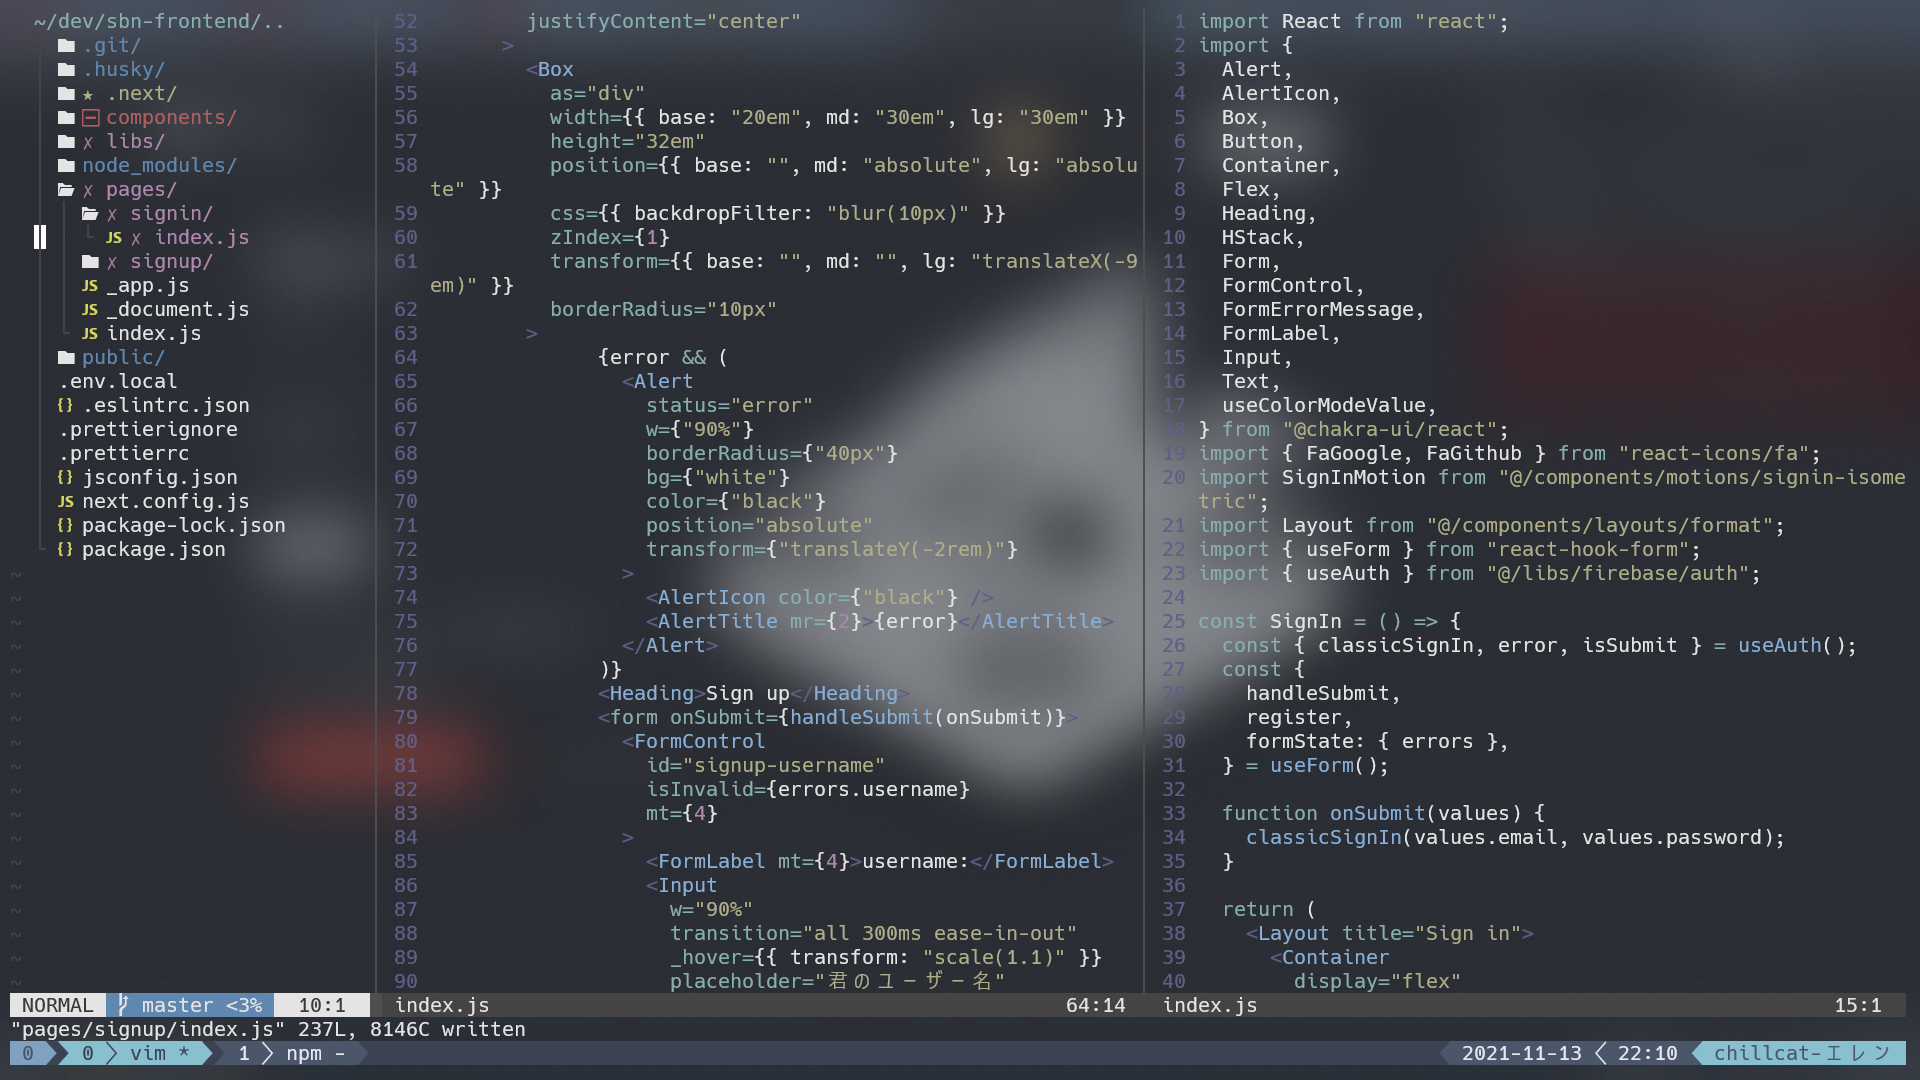 ~/dev/sbn-frontend/..
.git/
.husky/
★ .next/
components/
✗ libs/
node_modules/
✗ pages/
✗ signin/
JS ✗ index.js
✗ signup/
JS _app.js
JS _document.js
JS index.js
public/
.env.local
{} .eslintrc.json
.prettierignore
.prettierrc
{} jsconfig.json
JS next.config.js
{} package-lock.json
{} package.json
52 justifyContent="center"
53 >
54 <Box
55 as="div"
56 width={{ base: "20em", md: "30em", lg: "30em" }}
57 height="32em"
58 position={{ base: "", md: "absolute", lg: "absolu
te" }}
59 css={{ backdropFilter: "blur(10px)" }}
60 zIndex={1}
61 transform={{ base: "", md: "", lg: "translateX(-9
em)" }}
62 borderRadius="10px"
63 >
64 {error && (
65 <Alert
66 status="error"
67 w={"90%"}
68 borderRadius={"40px"}
69 bg={"white"}
70 color={"black"}
71 position="absolute"
72 transform={"translateY(-2rem)"}
73 >
74 <AlertIcon color={"black"} />
75 <AlertTitle mr={2}>{error}</AlertTitle>
76 </Alert>
77 )}
78 <Heading>Sign up</Heading>
79 <form onSubmit={handleSubmit(onSubmit)}>
80 <FormControl
81 id="signup-username"
82 isInvalid={errors.username}
83 mt={4}
84 >
85 <FormLabel mt={4}>username:</FormLabel>
86 <Input
87 w="90%"
88 transition="all 300ms ease-in-out"
89 _hover={{ transform: "scale(1.1)" }}
90 placeholder="君のユーザー名"
1 import React from "react";
2 import {
3 Alert,
4 AlertIcon,
5 Box,
6 Button,
7 Container,
8 Flex,
9 Heading,
10 HStack,
11 Form,
12 FormControl,
13 FormErrorMessage,
14 FormLabel,
15 Input,
16 Text,
17 useColorModeValue,
18 } from "@chakra-ui/react";
19 import { FaGoogle, FaGithub } from "react-icons/fa";
20 import SignInMotion from "@/components/motions/signin-isome
tric";
21 import Layout from "@/components/layouts/format";
22 import { useForm } from "react-hook-form";
23 import { useAuth } from "@/libs/firebase/auth";
24
25 const SignIn = () => {
26 const { classicSignIn, error, isSubmit } = useAuth();
27 const {
28 handleSubmit,
29 register,
30 formState: { errors },
31 } = useForm();
32
33 function onSubmit(values) {
34 classicSignIn(values.email, values.password);
35 }
36
37 return (
38 <Layout title="Sign in">
39 <Container
40 display="flex"
NORMAL master <3% 10:1 index.js 64:14 index.js 15:1
"pages/signup/index.js" 237L, 8146C written
0 0 vim * 1 npm - 2021-11-13 22:10 chillcat-エレン